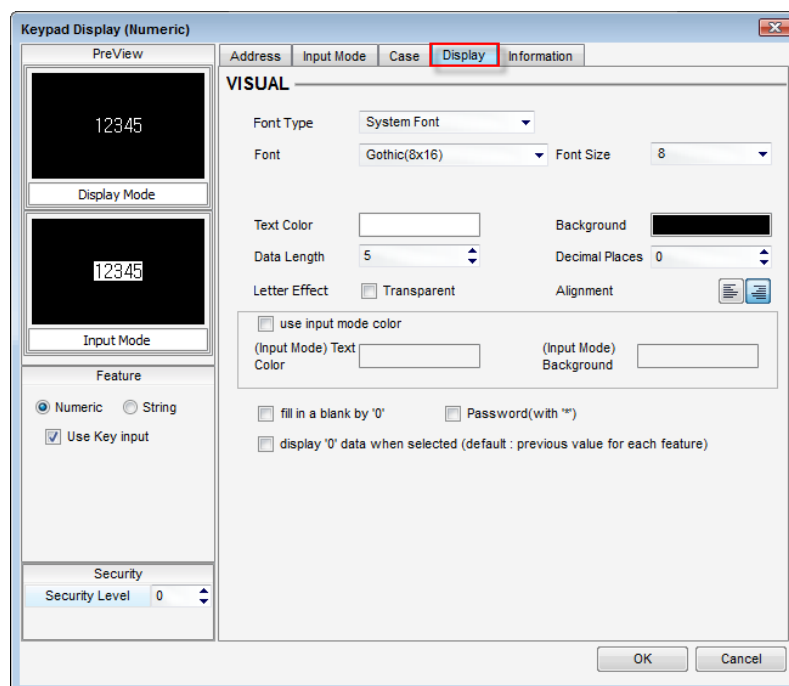 Keypad Display (Numeric)
PreView
12345
Display Mode
12345
Input Mode
Feature
Numeric String
Use Key input
Security
Security Level 0
Address Input Mode Case Display Information
VISUAL
Font Type System Font
Font Gothic(8x16) Font Size 8
Text Color Background
Data Length 5 Decimal Places 0
Letter Effect Transparent Alignment
use input mode color
(Input Mode) Text Color (Input Mode) Background
fill in a blank by '0' Password(with '*')
display '0' data when selected (default : previous value for each feature)
OK Cancel